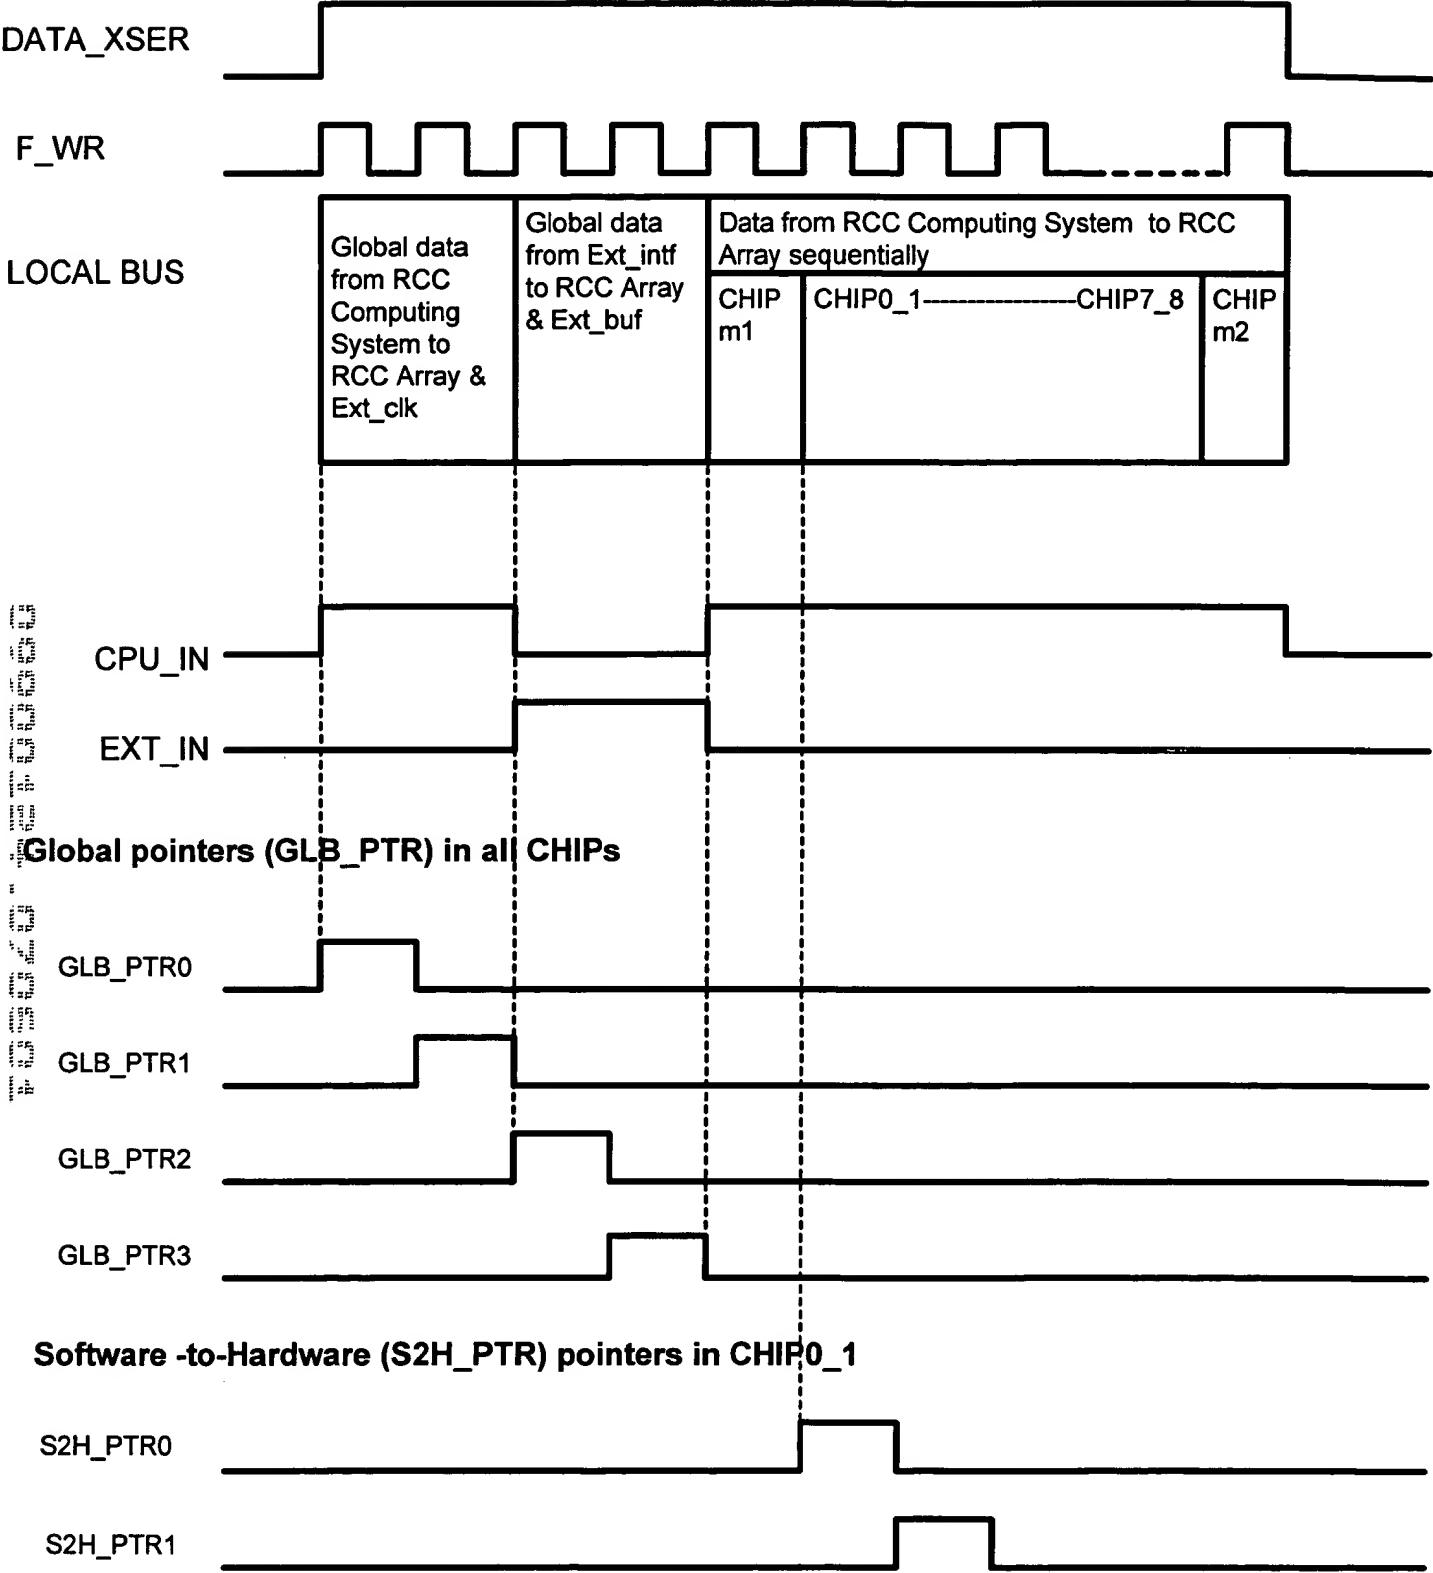 DATA_XSER
F_WR
LOCAL BUS
Global data
from RCC
Computing
System to
RCC Array &
Ext_clk
Global data
from Ext_intf
to RCC Array
& Ext_buf
Data from RCC Computing System to RCC
Array sequentially
CHIP
m1
CHIP0_1------------------CHIP7_8
CHIP
m2
CPU_IN
EXT_IN
Global pointers (GLB_PTR) in all CHIPs
GLB_PTR0
GLB_PTR1
GLB_PTR2
GLB_PTR3
Software -to-Hardware (S2H_PTR) pointers in CHIP0_1
S2H_PTR0
S2H_PTR1